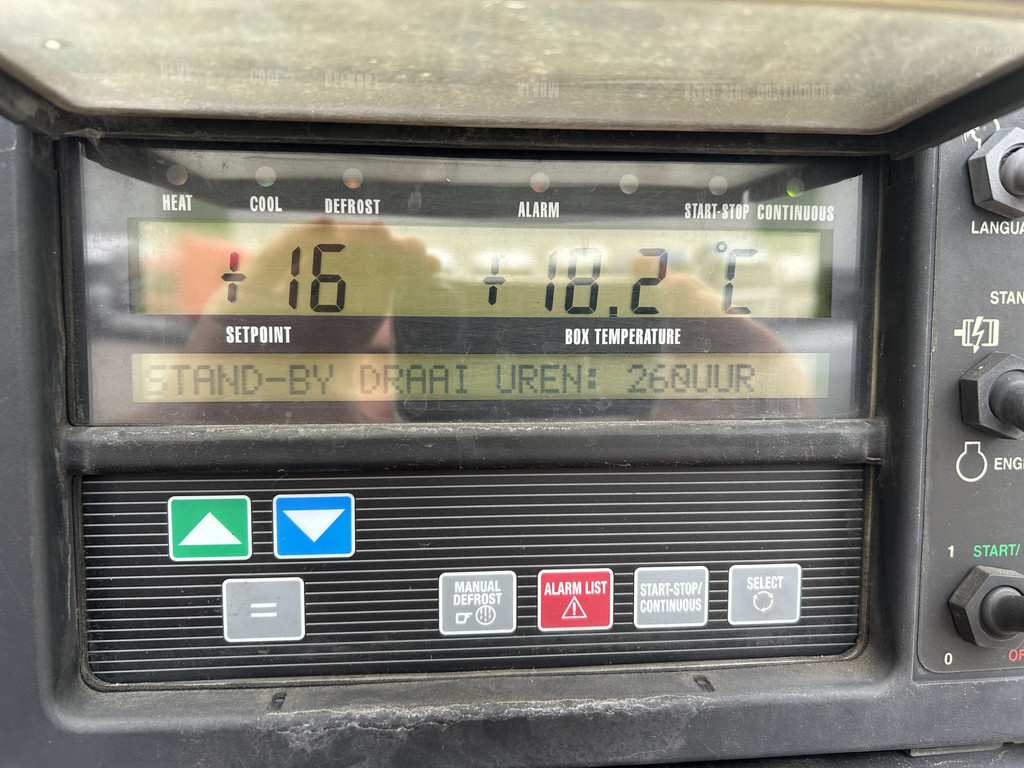 HEAT COOL DEFROST ALARM START-STOP CONTINUOUS
+16 +18.2 °C
SETPOINT BOX TEMPERATURE
STAND-BY DRAAI UREN: 260UUR
MANUAL DEFROST
ALARM LIST
START-STOP/ CONTINUOUS
SELECT
=
LANGUA
STAN
ENGI
1 START/
0 OF